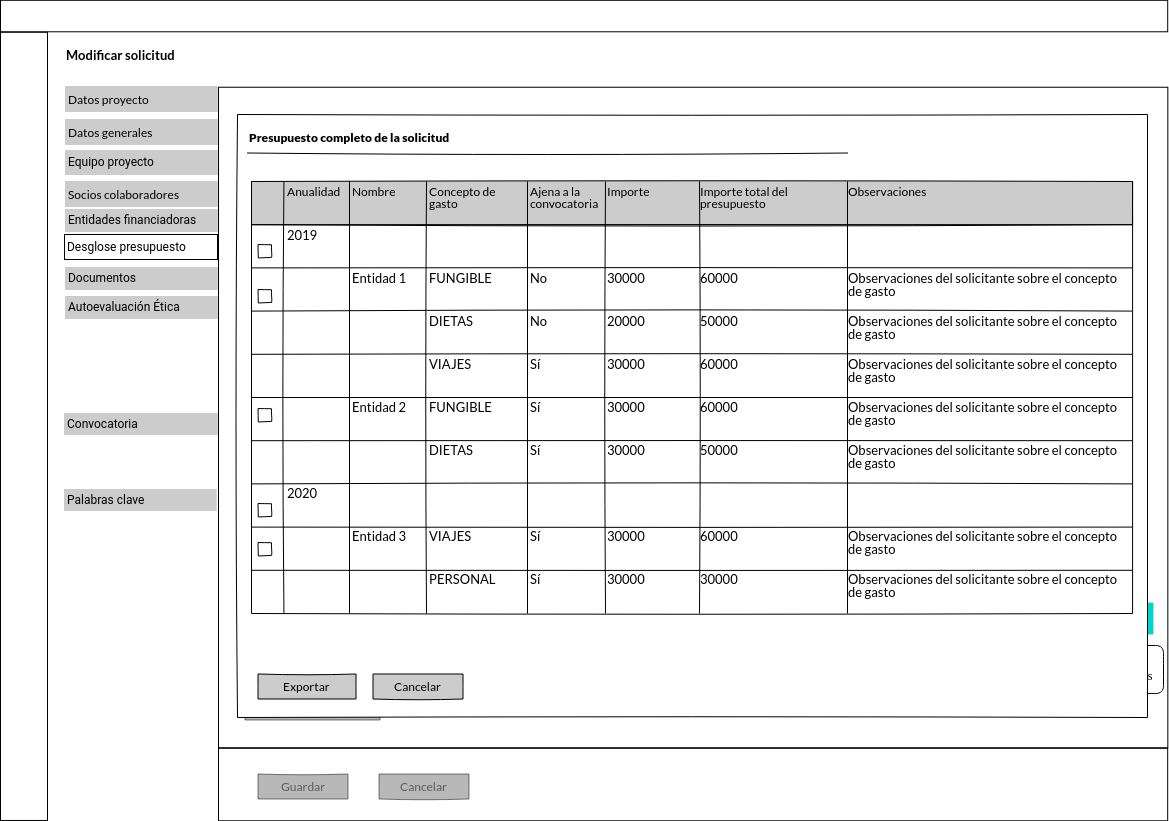 Modificar solicitud
Datos proyecto
Datos generales
Equipo proyecto
Socios colaboradores
Entidades financiadoras
Desglose presupuesto
Documentos
Autoevaluación Ética
Convocatoria
Palabras clave
Presupuesto completo de la solicitud
Anualidad Nombre Concepto de gasto Ajena a la convocatoria Importe Importe total del presupuesto Observaciones
2019
Entidad 1 FUNGIBLE No 30000 60000 Observaciones del solicitante sobre el concepto
de gasto
DIETAS No 20000 50000 Observaciones del solicitante sobre el concepto
de gasto
VIAJES Sí 30000 60000 Observaciones del solicitante sobre el concepto
de gasto
Entidad 2 FUNGIBLE Sí 30000 60000 Observaciones del solicitante sobre el concepto
de gasto
DIETAS Sí 30000 50000 Observaciones del solicitante sobre el concepto
de gasto
2020
Entidad 3 VIAJES Sí 30000 60000 Observaciones del solicitante sobre el concepto
de gasto
PERSONAL Sí 30000 30000 Observaciones del solicitante sobre el concepto
de gasto
s
Exportar Cancelar
Guardar Cancelar